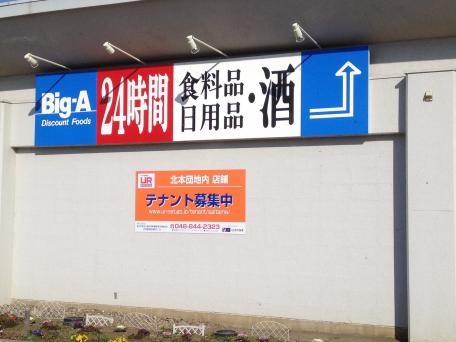 Big-A
Discount Foods
24時間
食料品
日用品
・酒
UR
北本団地内 店舗
テナント募集中
048-844-2323